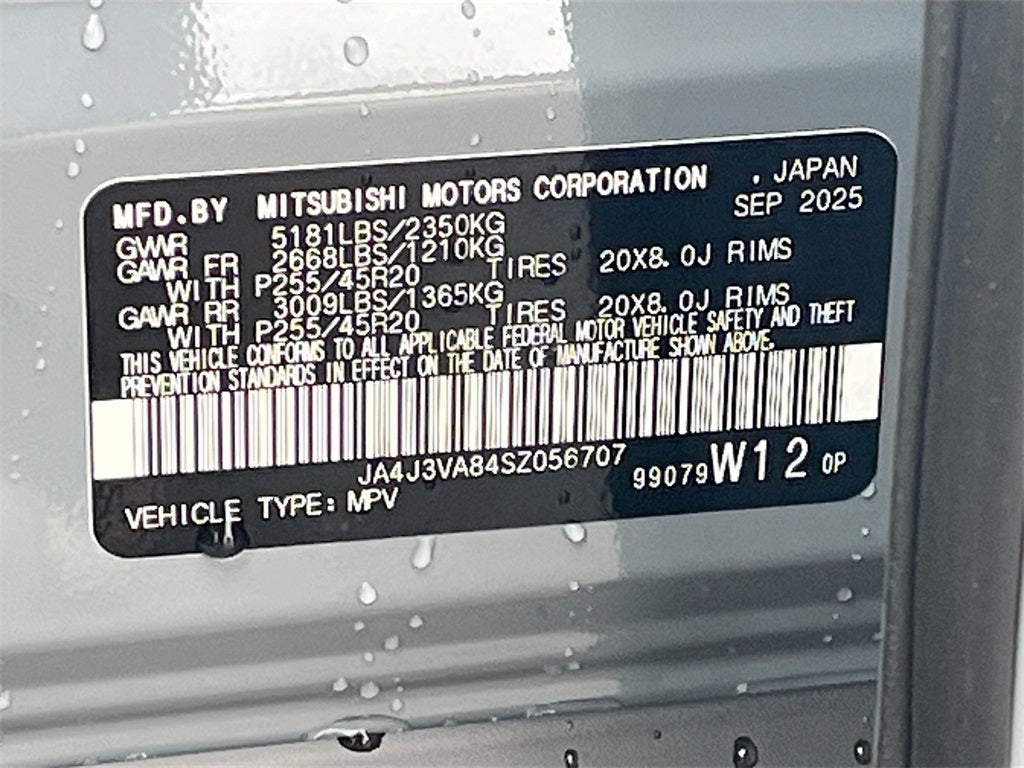 MFD.BY MITSUBISHI MOTORS CORPORATION . JAPAN
SEP 2025
GVWR 5181LBS/2350KG
GAWR FR 2668LBS/1210KG
WITH P255/45R20 TIRES 20X8.0J RIMS
GAWR RR 3009LBS/1365KG
WITH P255/45R20 TIRES 20X8.0J RIMS
THIS VEHICLE CONFORMS TO ALL APPLICABLE FEDERAL MOTOR VEHICLE SAFETY AND THEFT
PREVENTION STANDARDS IN EFFECT ON THE DATE OF MANUFACTURE SHOWN ABOVE.
JA4J3VA84SZ056707 99079 W12 0P
VEHICLE TYPE: MPV